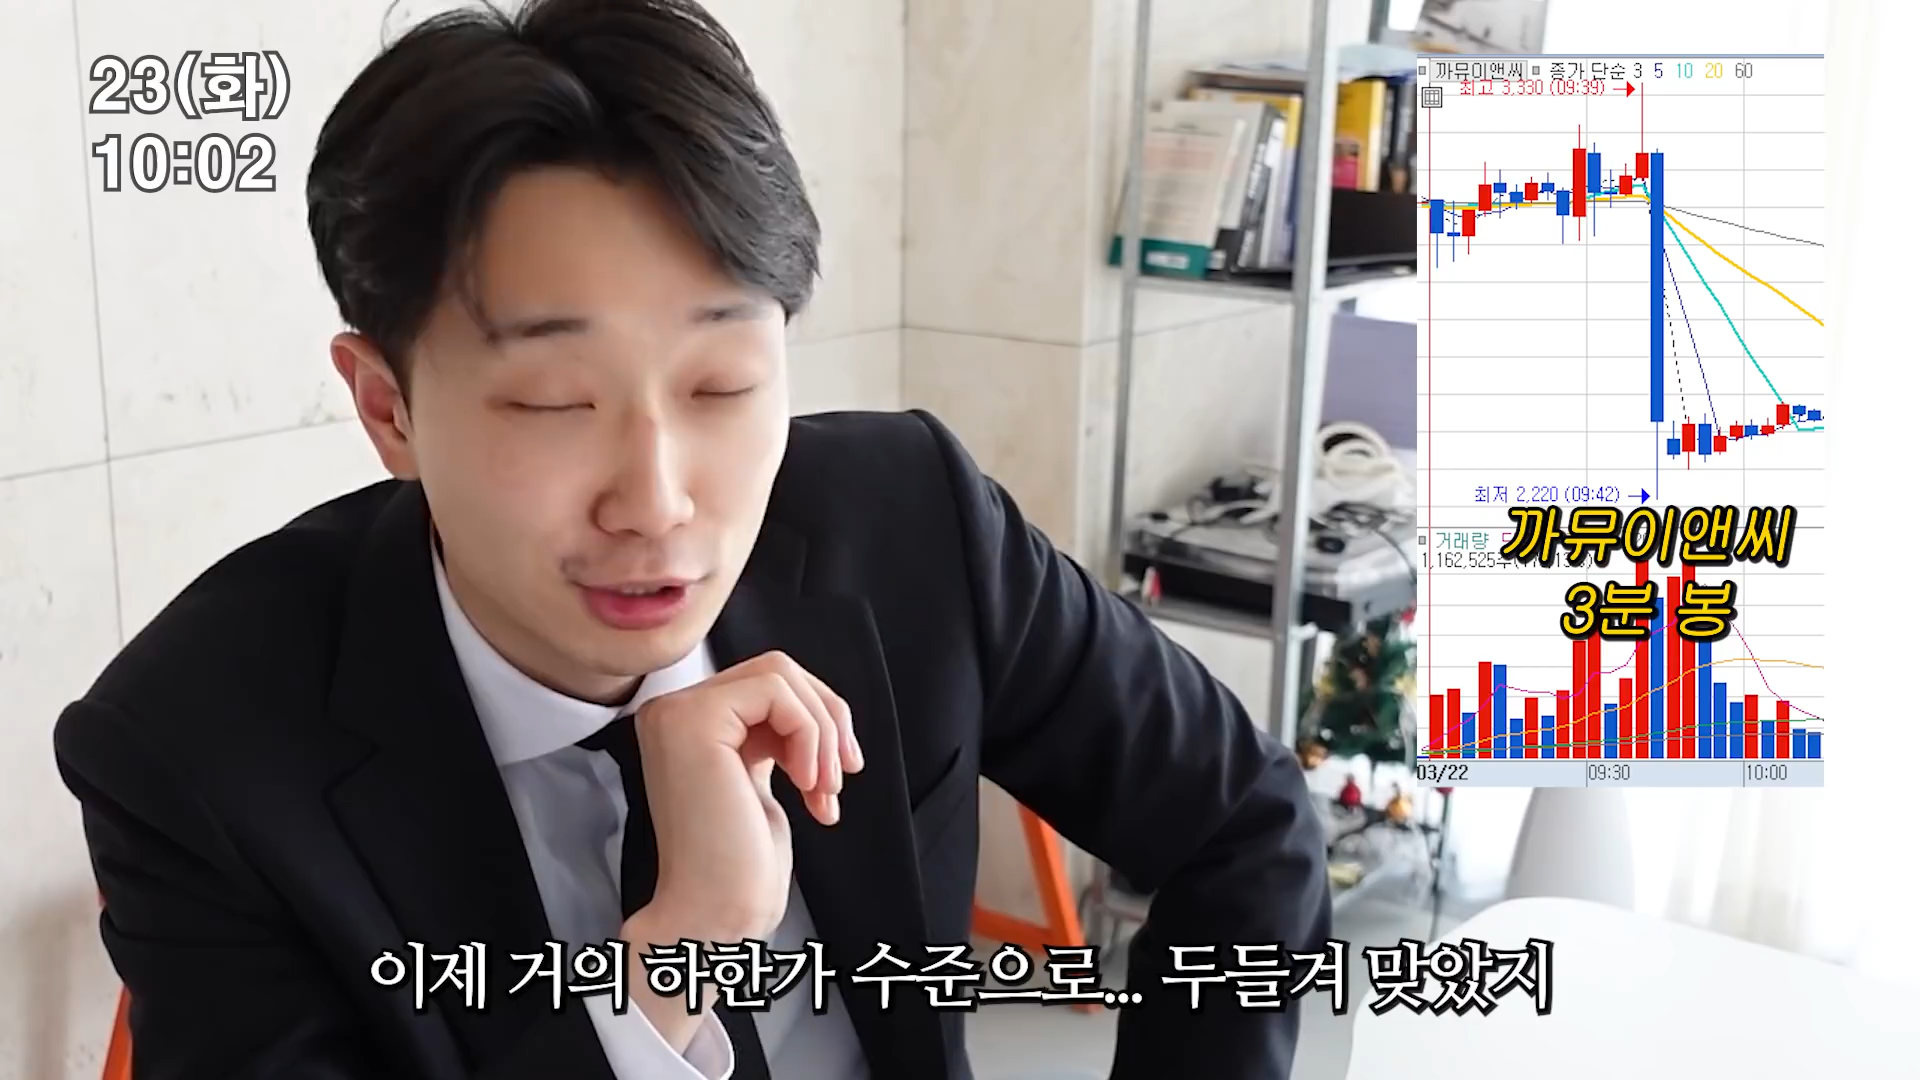 23(화)
10:02
까뮤이앤씨 종가 단순 3 5 10 20 60
최고 3,330 (09:39)
최저 2,220 (09:42)
거래량
까뮤이앤씨
3분 봉
03/22 09:30 10:00
이제 거의 하한가 수준으로... 두들겨 맞았지